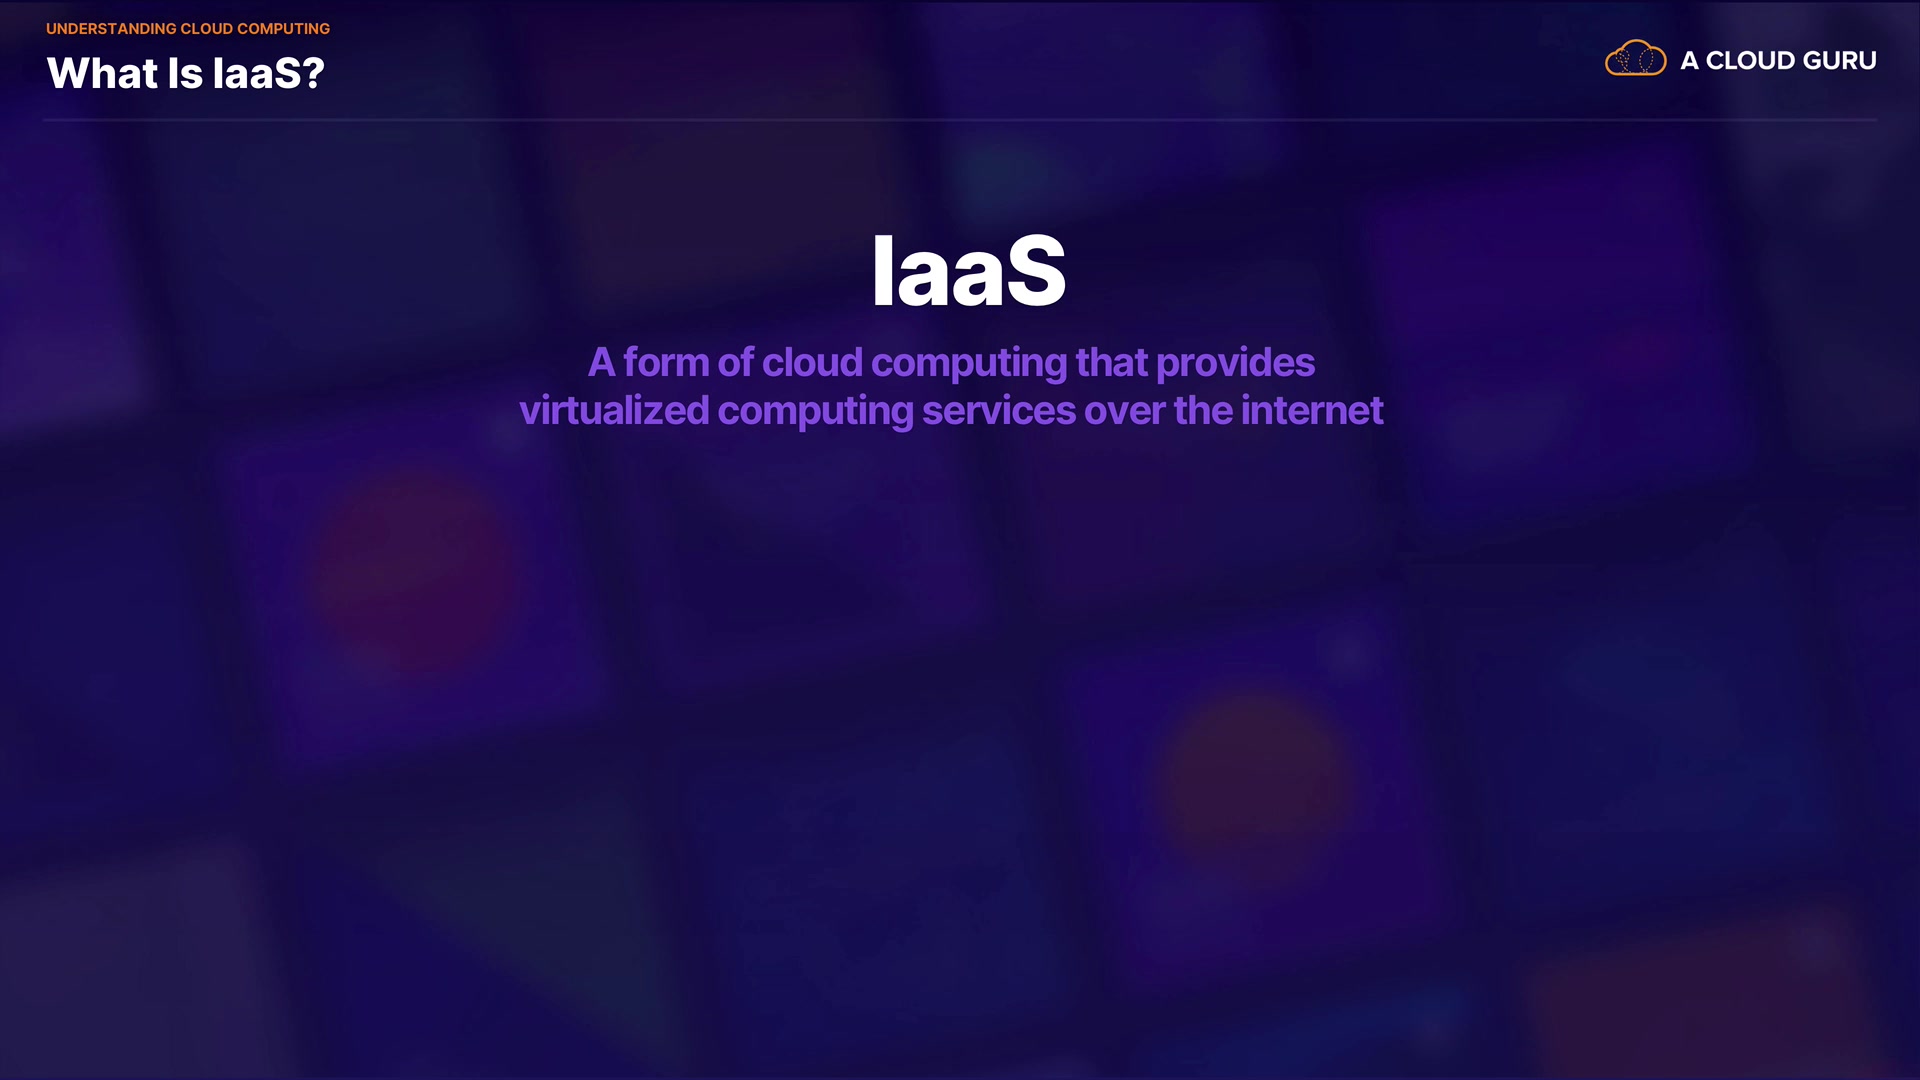 UNDERSTANDING CLOUD COMPUTING
What Is IaaS?
A CLOUD GURU
IaaS
A form of cloud computing that provides
virtualized computing services over the internet